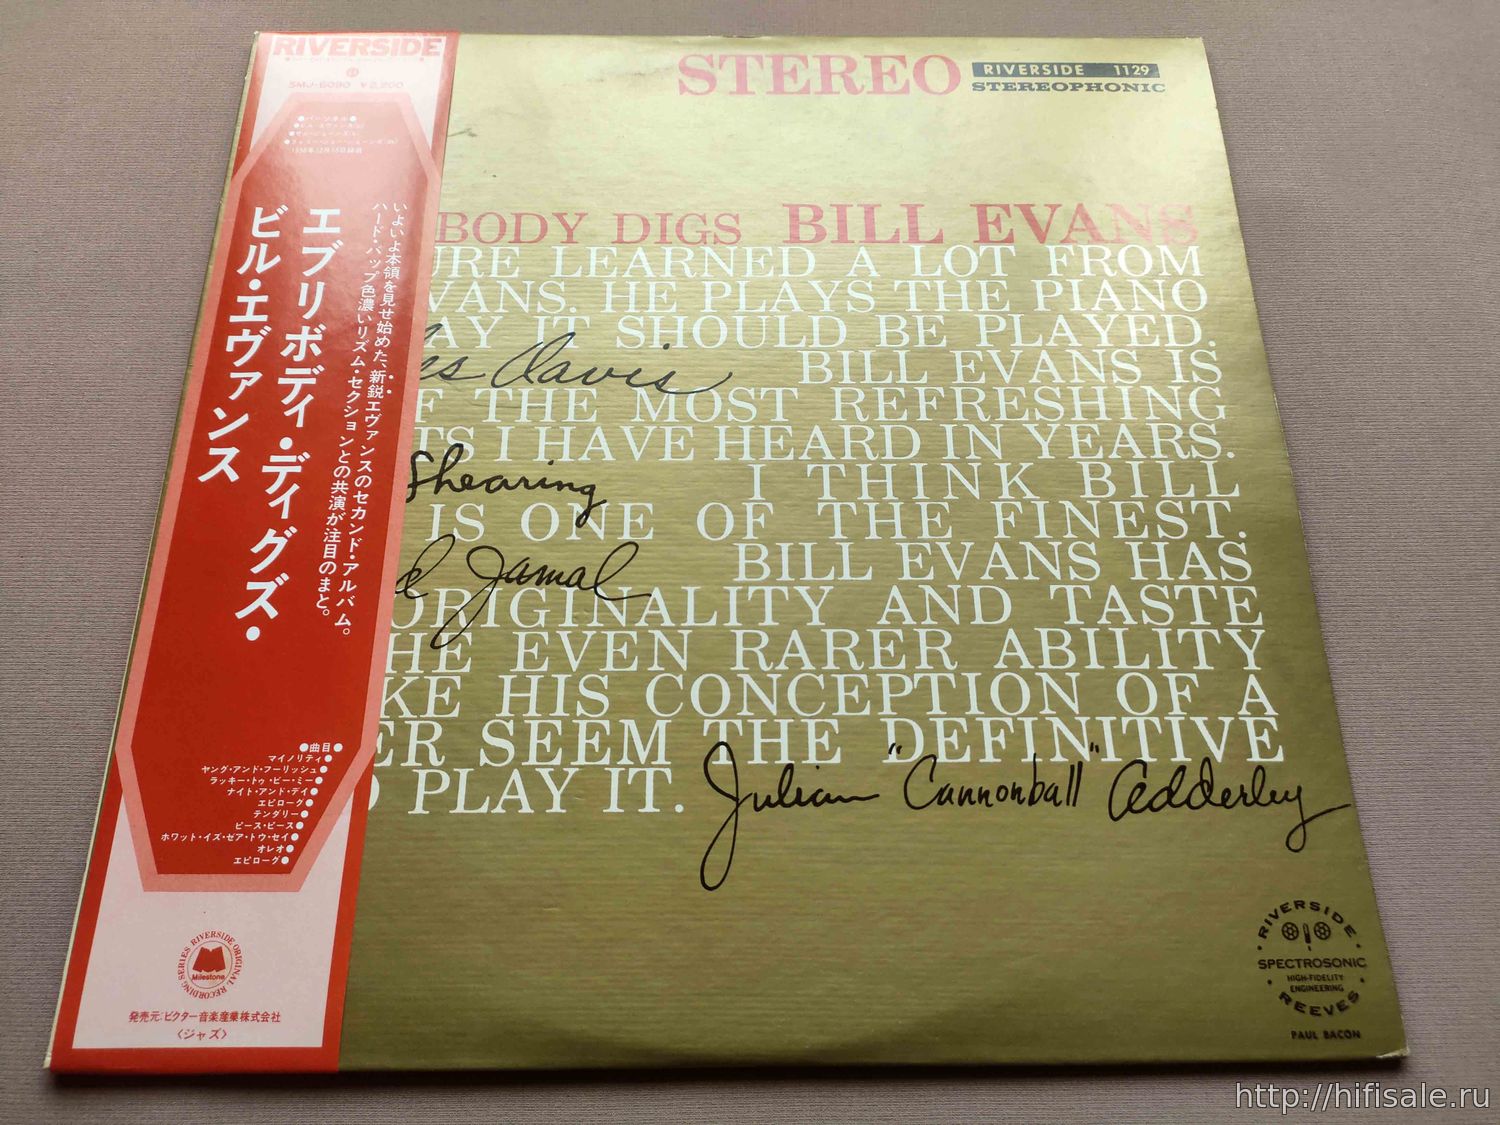 RIVERSIDE
SMJ-6090 ¥2,200
●パーソネル●
いよいよ本領を見せ始めた、新鋭エヴァンスのセカンド・アルバム。
ハード・バップ色濃いリズム・セクションとの共演が注目のまと。
エブリボディ・ディグズ・
ビル・エヴァンス
●曲目●
マイノリティ●
ヤング・アンド・フーリッシュ●
ラッキー・トゥ・ビー・ミー●
ナイト・アンド・デイ●
エピローグ●
テンダリー●
ピース・ピース●
ホワット・イズ・ゼア・トゥ・セイ●
オレオ●
エピローグ●
RIVERSIDE ORIGINAL RECORDING SERIES
Milestone
発売元:ビクター音楽産業株式会社
〈ジャズ〉
STEREO
RIVERSIDE 1129
STEREOPHONIC
BODY DIGS BILL EVANS
URE LEARNED A LOT FROM
VANS. HE PLAYS THE PIANO
AY IT SHOULD BE PLAYED.
es Davis BILL EVANS IS
F THE MOST REFRESHING
TS I HAVE HEARD IN YEARS.
Shearing I THINK BILL
IS ONE OF THE FINEST.
d Jamal BILL EVANS HAS
ORIGINALITY AND TASTE
HE EVEN RARER ABILITY
KE HIS CONCEPTION OF A
ER SEEM THE DEFINITIVE
O PLAY IT. Julian "Cannonball" Adderley
RIVERSIDE
SPECTROSONIC
HIGH-FIDELITY
ENGINEERING
REEVES
PAUL BACON
http://hifisale.ru